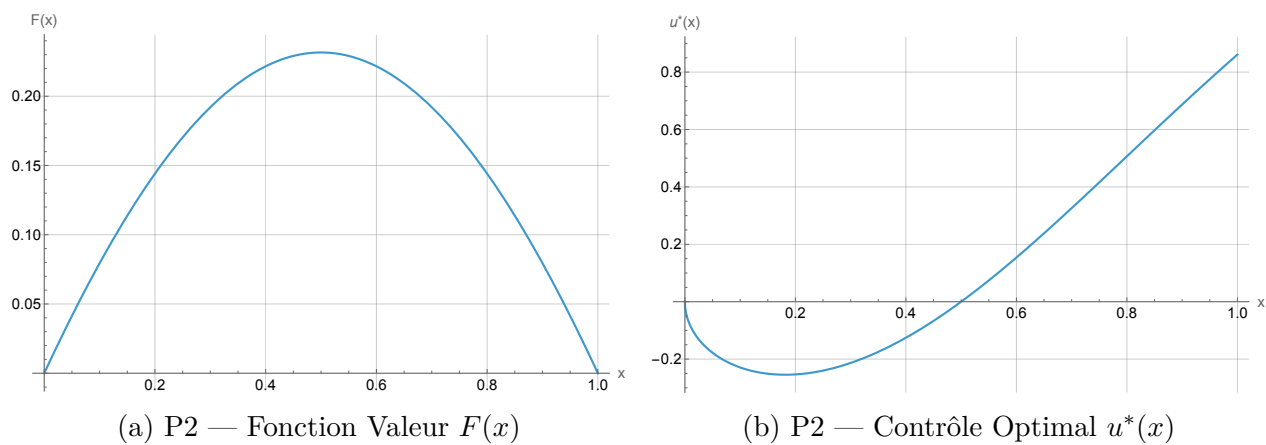 F(x)
0.20
0.15
0.10
0.05
0.2 0.4 0.6 0.8 1.0 x
(a) P2 — Fonction Valeur F(x)
u*(x)
0.8
0.6
0.4
0.2
0.2 0.4 0.6 0.8 1.0 x
−0.2
(b) P2 — Contrôle Optimal u*(x)